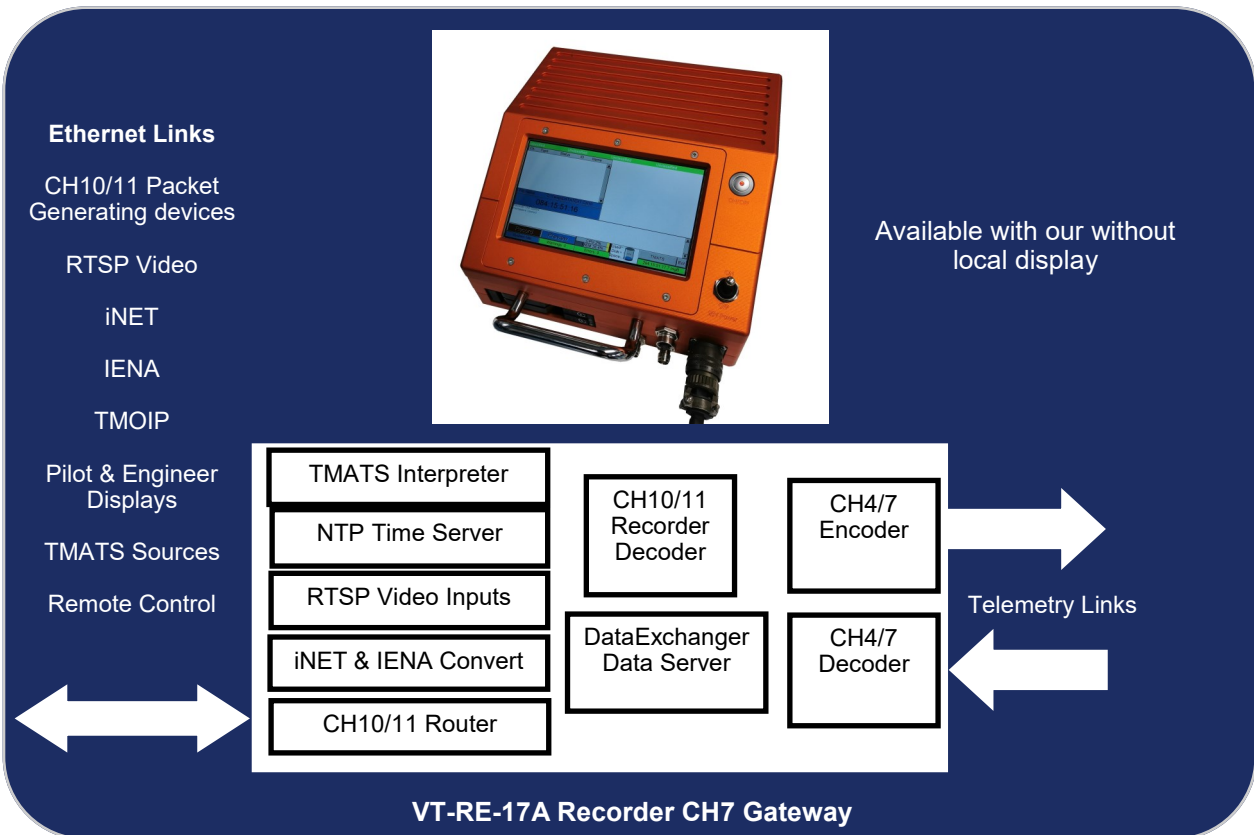 Ethernet Links
CH10/11 Packet
Generating devices
RTSP Video
iNET
IENA
TMOIP
Pilot & Engineer
Displays
TMATS Sources
Remote Control
Available with our without
local display
TMATS Interpreter
NTP Time Server
RTSP Video Inputs
iNET & IENA Convert
CH10/11 Router
CH10/11
Recorder
Decoder
DataExchanger
Data Server
CH4/7
Encoder
CH4/7
Decoder
Telemetry Links
VT-RE-17A Recorder CH7 Gateway